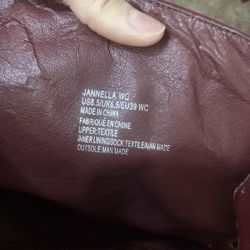 JANNELLA WC
US8.5/UK6.5/EU39 WC
MADE IN CHINA
FABRIQUÉ EN CHINE
UPPER:TEXTILE
LINING/SOCK:TEXTILE/MAN MADE
OUTSOLE: MAN MADE